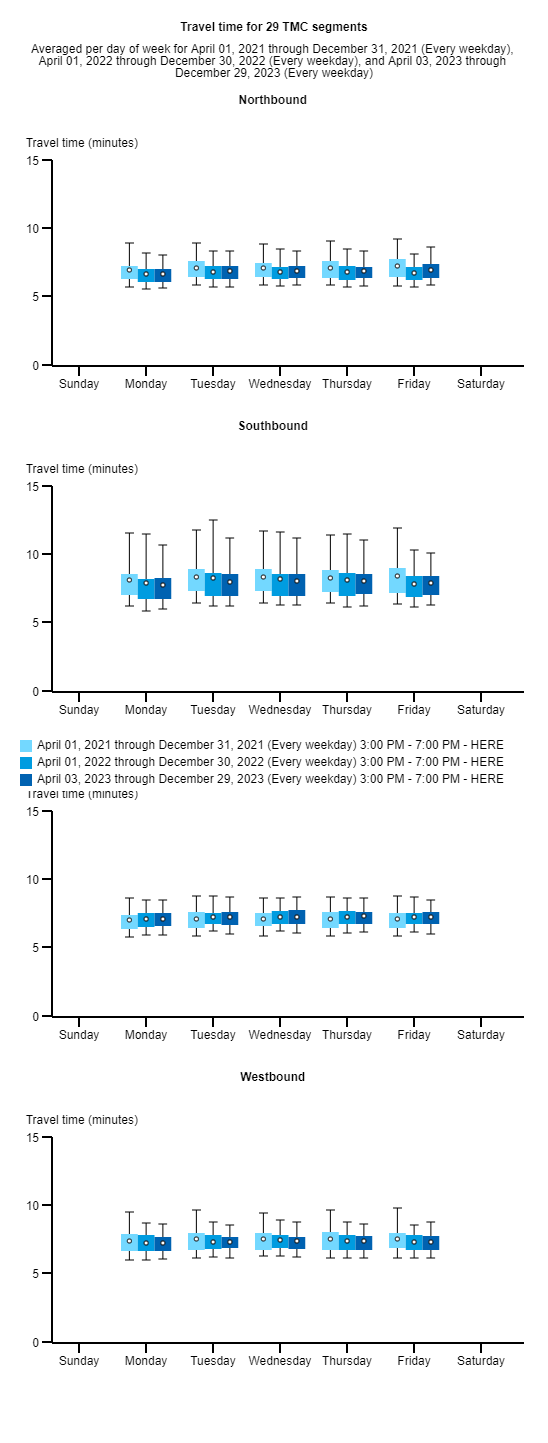 Travel time for 29 TMC segments
Averaged per day of week for April 01, 2021 through December 31, 2021 (Every weekday),
April 01, 2022 through December 30, 2022 (Every weekday), and April 03, 2023 through
December 29, 2023 (Every weekday)
Northbound
Travel time (minutes)
15
10
5
0
Sunday Monday Tuesday Wednesday Thursday Friday Saturday
Southbound
Travel time (minutes)
15
10
5
0
Sunday Monday Tuesday Wednesday Thursday Friday Saturday
April 01, 2021 through December 31, 2021 (Every weekday) 3:00 PM - 7:00 PM - HERE
April 01, 2022 through December 30, 2022 (Every weekday) 3:00 PM - 7:00 PM - HERE
April 03, 2023 through December 29, 2023 (Every weekday) 3:00 PM - 7:00 PM - HERE
Travel time (minutes)
15
10
5
0
Sunday Monday Tuesday Wednesday Thursday Friday Saturday
Westbound
Travel time (minutes)
15
10
5
0
Sunday Monday Tuesday Wednesday Thursday Friday Saturday